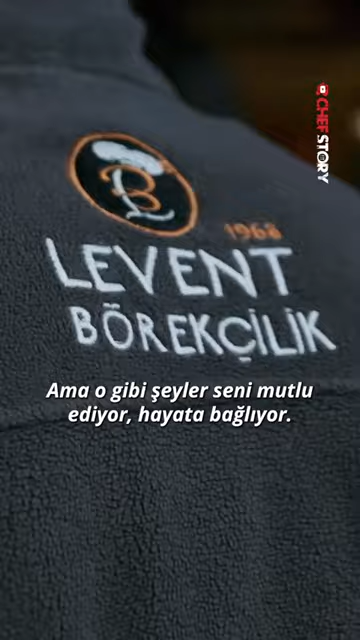 CHEF STORY
1968
LEVENT
BÖREKÇİLİK
Ama o gibi şeyler seni mutlu
ediyor, hayata bağlıyor.